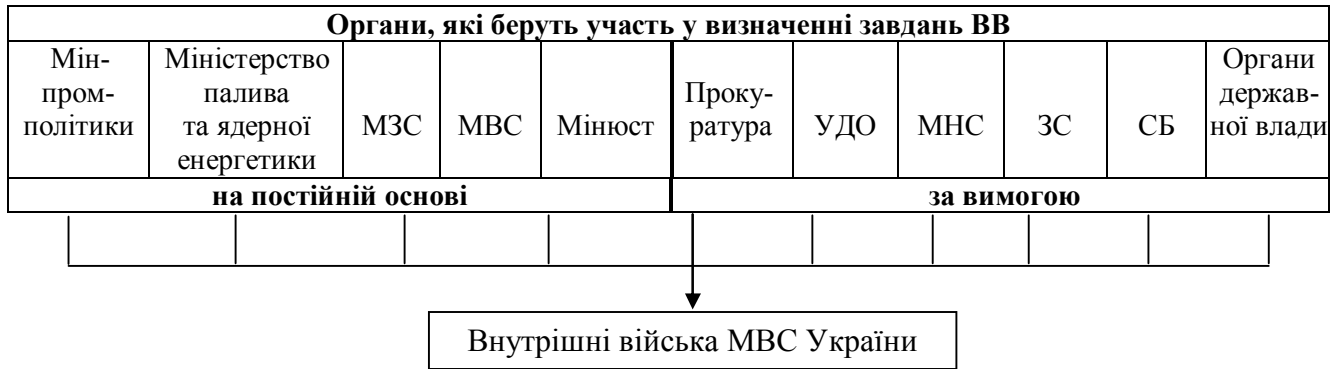 Органи, які беруть участь у визначенні завдань ВВ
Мін-
пром-
політики
Міністерство
палива
та ядерної
енергетики
МЗС
МВС
Мінюст
Проку-
ратура
УДО
МНС
ЗС
СБ
Органи
держав-
ної влади
на постійній основі
за вимогою
Внутрішні війська МВС України